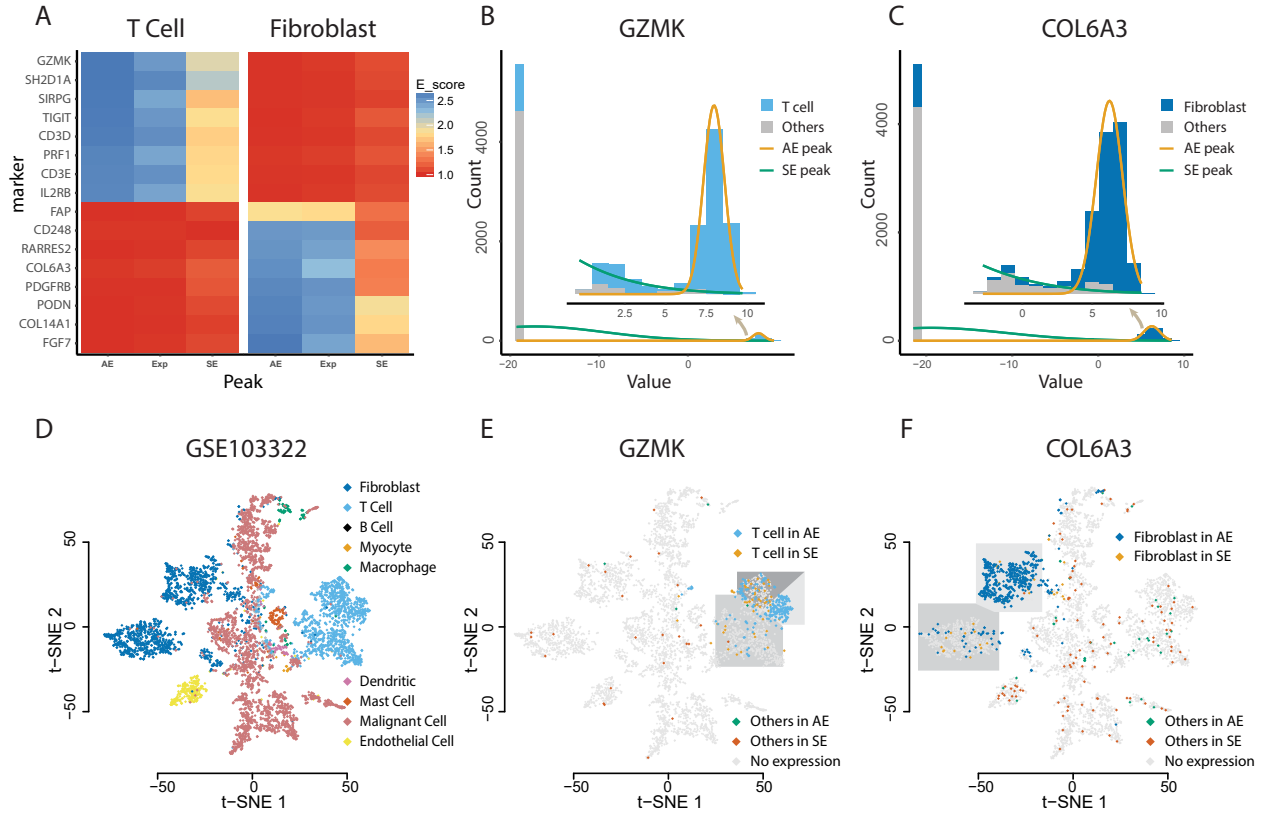 A
T Cell
Fibroblast
GZMK
SH2D1A
SIRPG
TIGIT
CD3D
PRF1
CD3E
IL2RB
FAP
CD248
RARRES2
COL6A3
PDGFRB
PODN
COL14A1
FGF7
marker
AE
Exp
SE
AE
Exp
SE
Peak
E_score
2.5
2.0
1.5
1.0
B
GZMK
T cell
Others
AE peak
SE peak
Count
4000
2000
0
2.5
5
7.5
10
−20
−10
0
Value
C
COL6A3
Fibroblast
Others
AE peak
SE peak
Count
4000
2000
0
0
5
10
−20
−10
0
10
Value
D
GSE103322
Fibroblast
T Cell
B Cell
Myocyte
Macrophage
Dendritic
Mast Cell
Malignant Cell
Endothelial Cell
t−SNE 2
50
0
−50
−50
0
50
t−SNE 1
E
GZMK
T cell in AE
T cell in SE
Others in AE
Others in SE
No expression
t−SNE 2
50
0
−50
−50
0
50
t−SNE 1
F
COL6A3
Fibroblast in AE
Fibroblast in SE
Others in AE
Others in SE
No expression
t−SNE 2
50
0
−50
−50
0
50
t−SNE 1